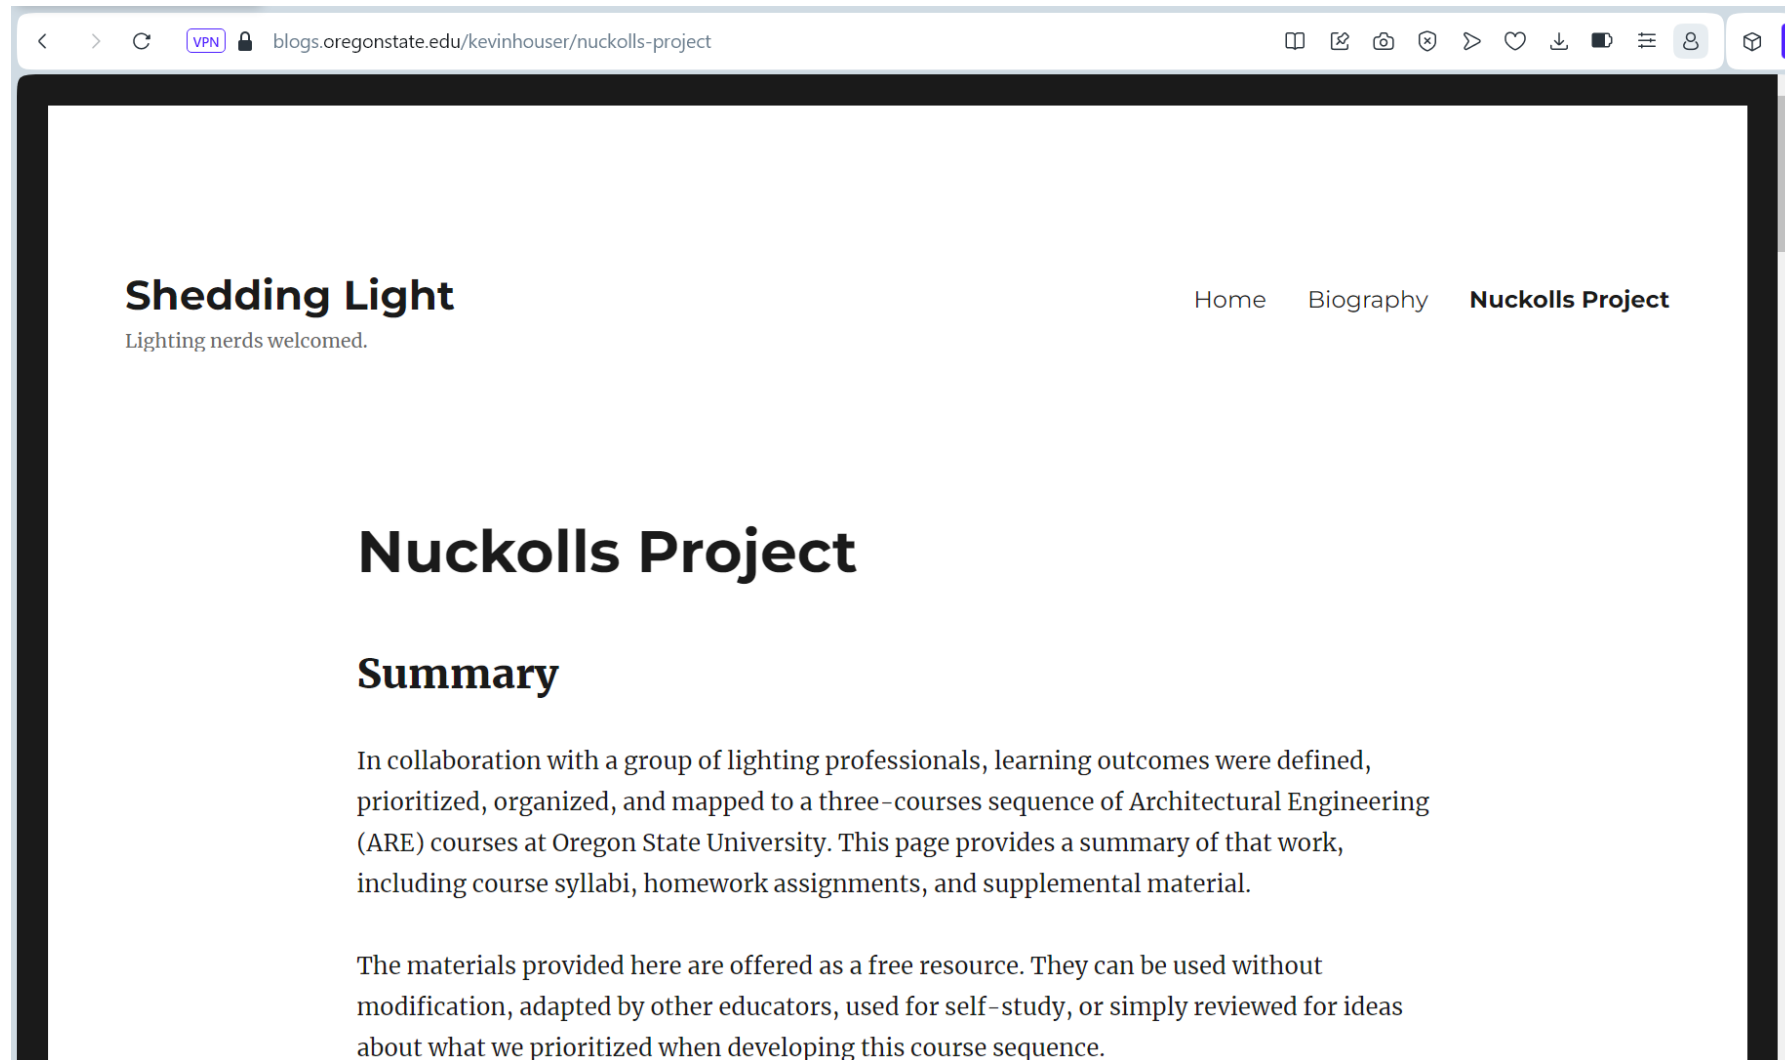 VPN
blogs.oregonstate.edu/kevinhouser/nuckolls-project
Shedding Light
Lighting nerds welcomed.
Home
Biography
Nuckolls Project
Nuckolls Project
Summary
In collaboration with a group of lighting professionals, learning outcomes were defined,
prioritized, organized, and mapped to a three-courses sequence of Architectural Engineering
(ARE) courses at Oregon State University. This page provides a summary of that work,
including course syllabi, homework assignments, and supplemental material.
The materials provided here are offered as a free resource. They can be used without
modification, adapted by other educators, used for self-study, or simply reviewed for ideas
about what we prioritized when developing this course sequence.